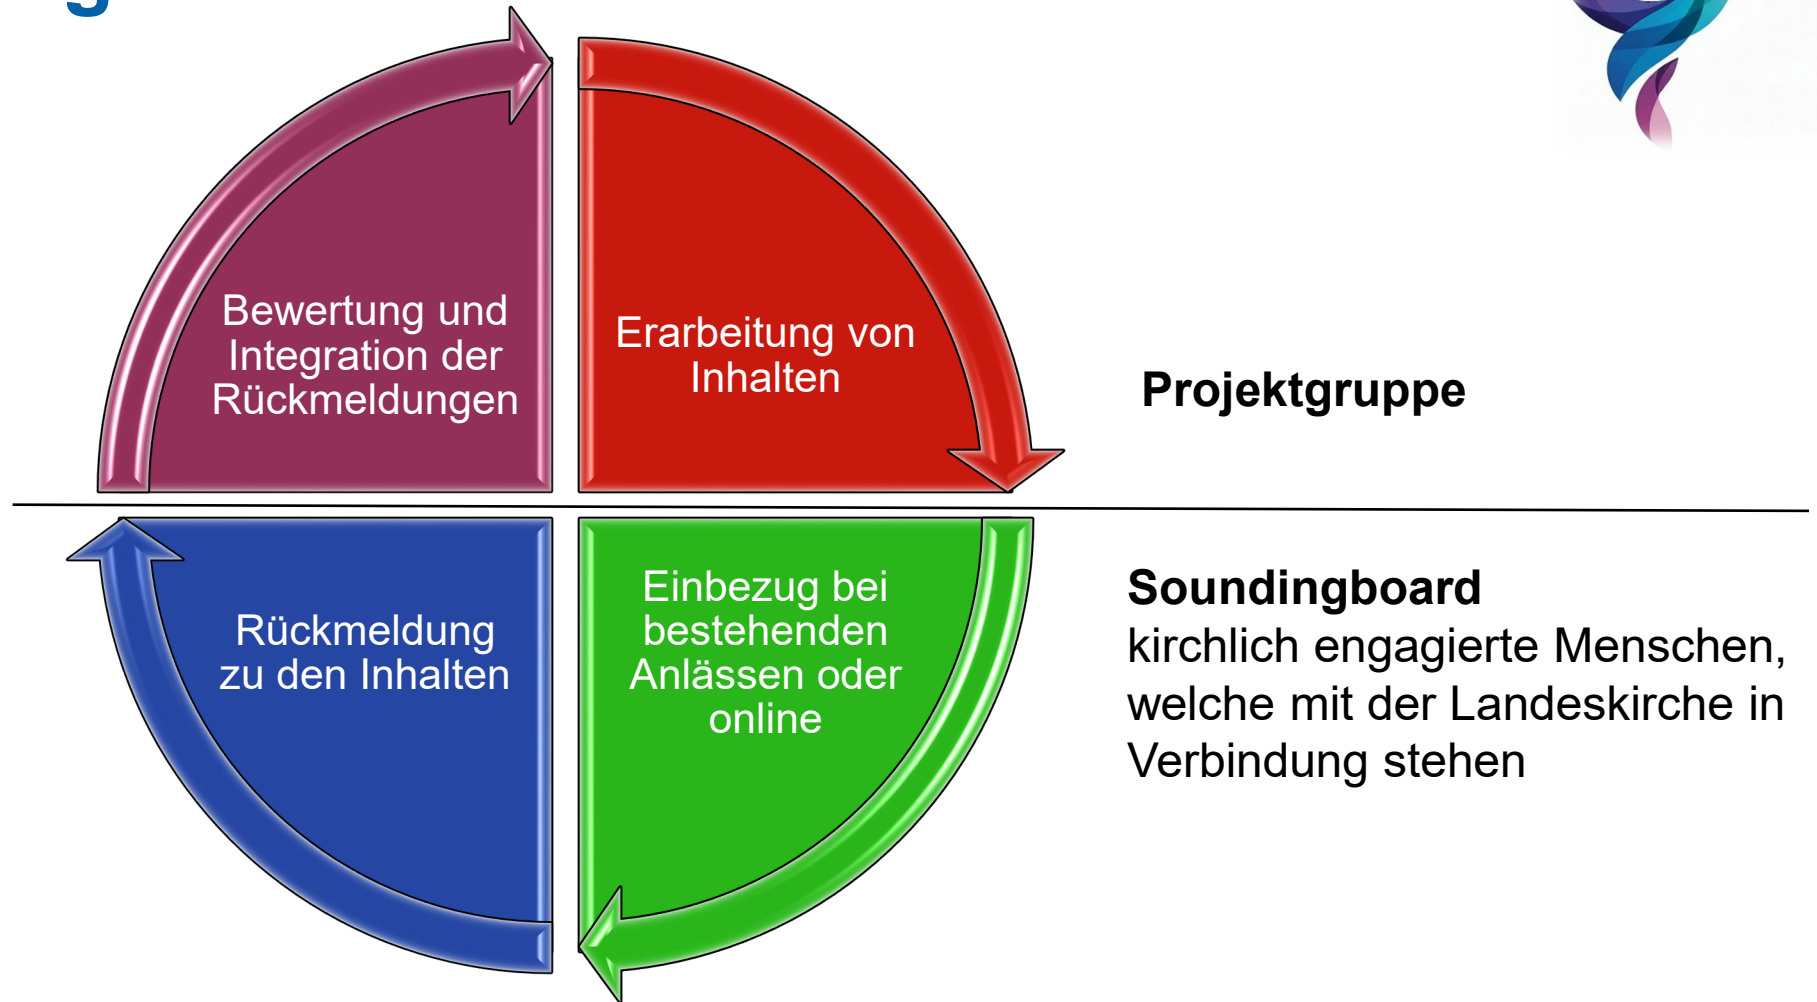 g
Bewertung und
Integration der
Rückmeldungen
Erarbeitung von
Inhalten
Projektgruppe
Rückmeldung
zu den Inhalten
Einbezug bei
bestehenden
Anlässen oder
online
Soundingboard
kirchlich engagierte Menschen,
welche mit der Landeskirche in
Verbindung stehen